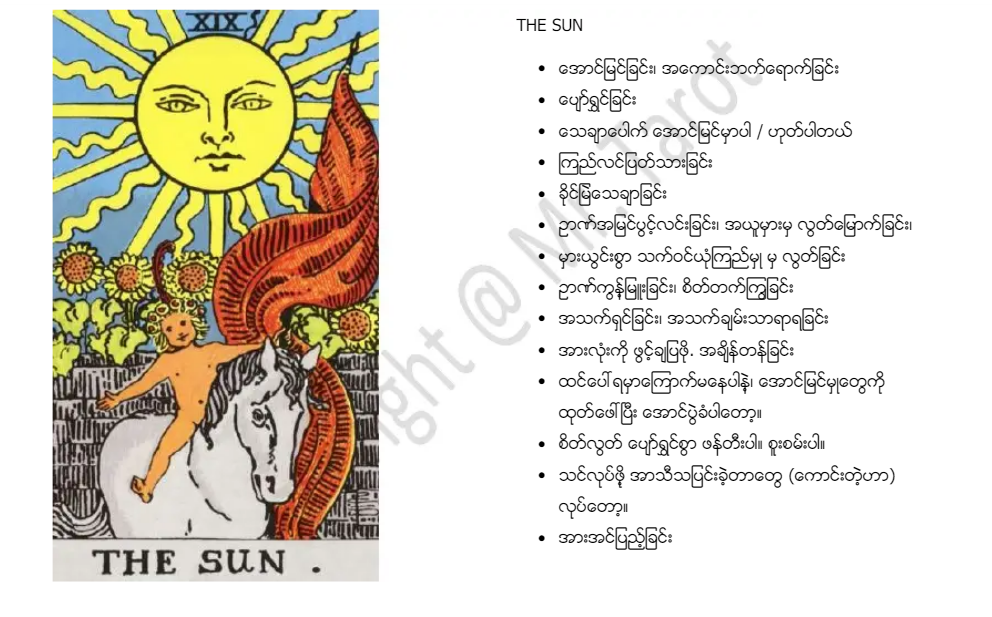 XIX
THE SUN .
THE SUN
• အောင်မြင်ခြင်း၊ အကောင်းဘက်ရောက်ခြင်း
• ပျော်ရွှင်ခြင်း
• သေချာပေါက် အောင်မြင်မှာပါ / ဟုတ်ပါတယ်
• ကြည်လင်ပြတ်သားခြင်း
• ခိုင်မြဲသေချာခြင်း
• ဉာဏ်အမြင်ပွင့်လင်းခြင်း၊ အယူမှားမှ လွတ်မြောက်ခြင်း၊
• မှားယွင်းစွာ သက်ဝင်ယုံကြည်မှု မှ လွတ်ခြင်း
• ဉာဏ်ကွန့်မြူးခြင်း၊ စိတ်တက်ကြွခြင်း
• အသက်ရှင်ခြင်း၊ အသက်ချမ်းသာရာရခြင်း
• အားလုံးကို ဖွင့်ချပြဖို့. အချိန်တန်ခြင်း
• ထင်ပေါ်ရမှာကြောက်မနေပါနဲ့၊ အောင်မြင်မှုတွေကို
ထုတ်ဖေါ်ပြီး အောင်ပွဲခံပါတော့။
• စိတ်လွတ် ပျော်ရွှင်စွာ ဖန်တီးပါ။ စူးစမ်းပါ။
• သင်လုပ်ဖို့ အာသီသပြင်းခဲ့တာတွေ (ကောင်းတဲ့ဟာ)
လုပ်တော့။
• အားအင်ပြည့်ခြင်း
ght @ Mr. Tarot